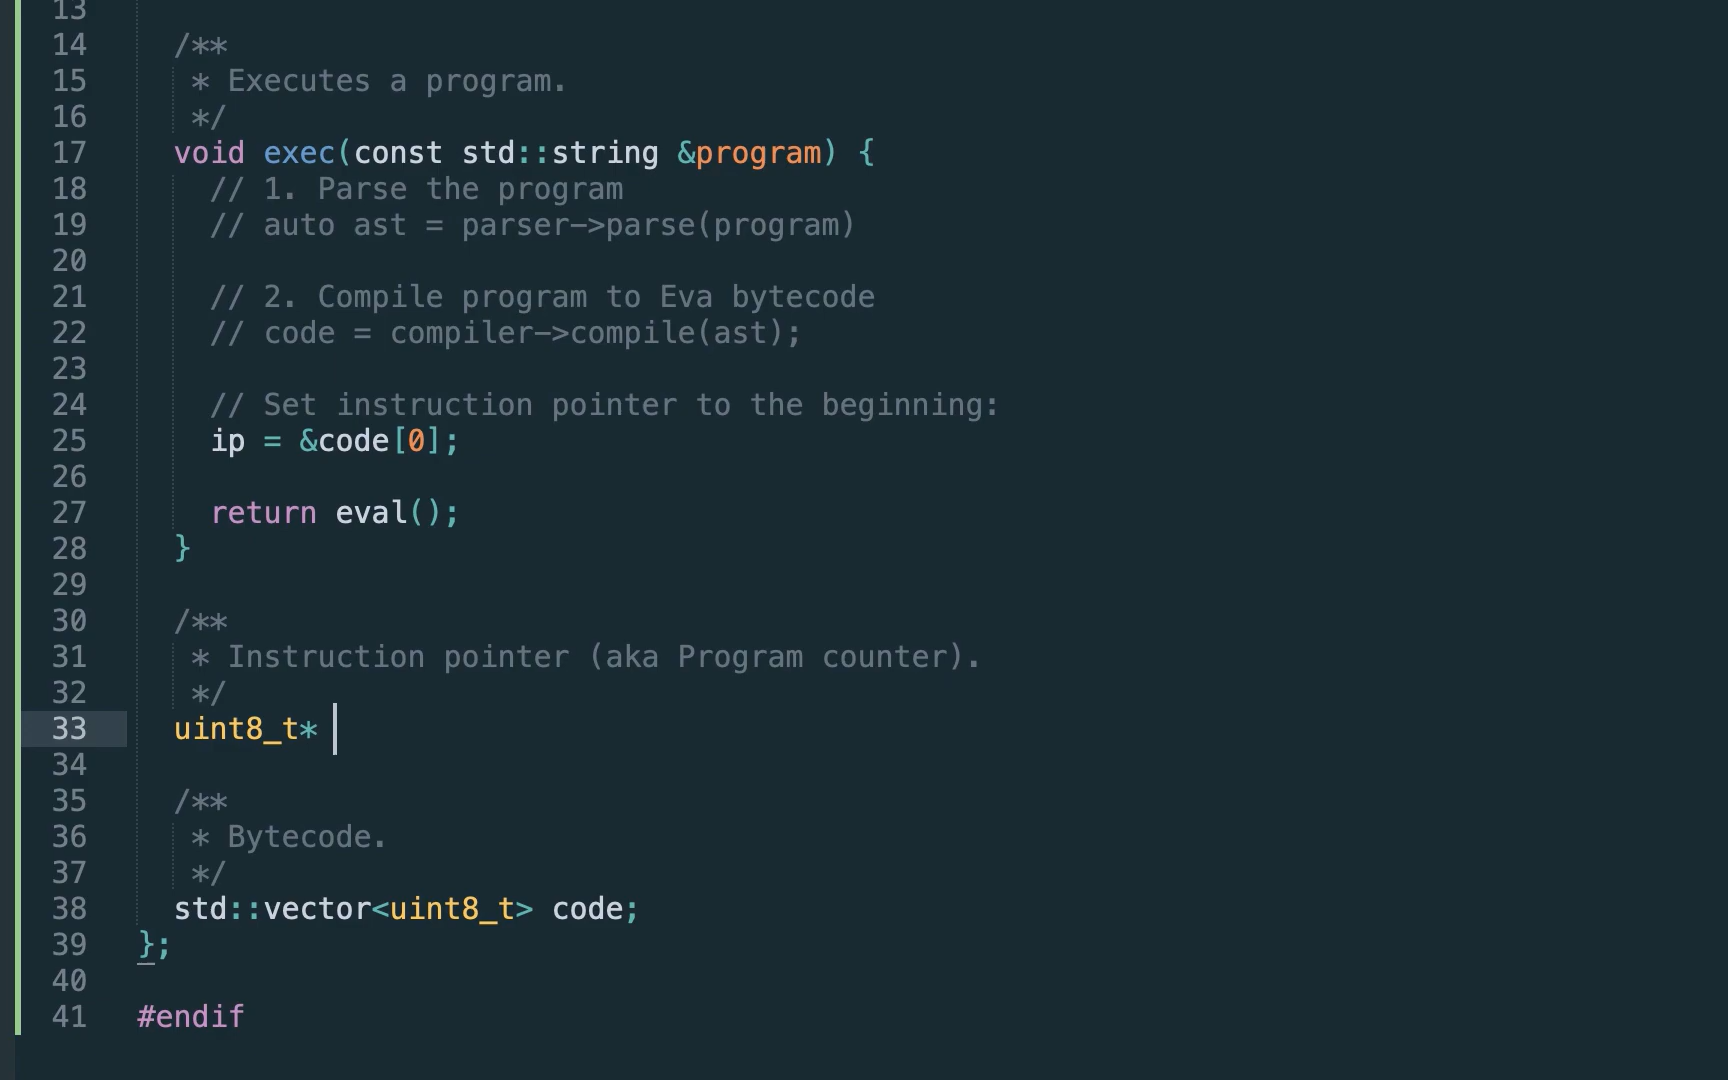 13
14 /**
15 * Executes a program.
16 */
17 void exec(const std::string &program) {
18 // 1. Parse the program
19 // auto ast = parser->parse(program)
20
21 // 2. Compile program to Eva bytecode
22 // code = compiler->compile(ast);
23
24 // Set instruction pointer to the beginning:
25 ip = &code[0];
26
27 return eval();
28 }
29
30 /**
31 * Instruction pointer (aka Program counter).
32 */
33 uint8_t*
34
35 /**
36 * Bytecode.
37 */
38 std::vector<uint8_t> code;
39 };
40
41 #endif